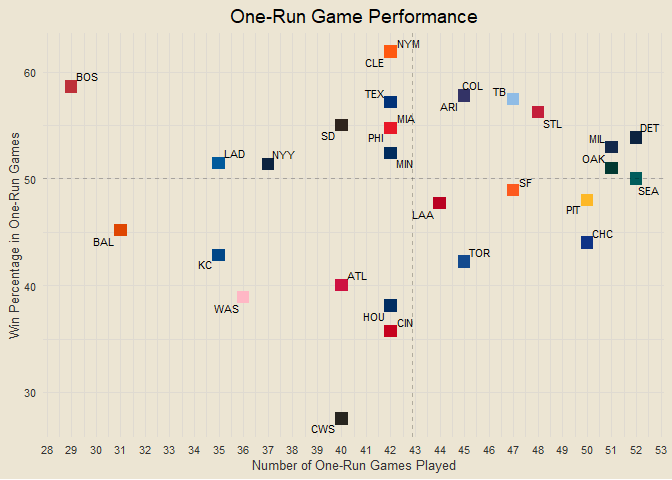 One-Run Game Performance
Win Percentage in One-Run Games
60
50
40
30
NYM
CLE
BOS
COL
TB
TEX
ARI
STL
MIA
SD
PHI
DET
MIL
OAK
LAD
NYY
MIN
SF
SEA
PIT
LAA
BAL
CHC
KC
TOR
ATL
WAS
HOU
CIN
CWS
28 29 30 31 32 33 34 35 36 37 38 39 40 41 42 43 44 45 46 47 48 49 50 51 52 53
Number of One-Run Games Played